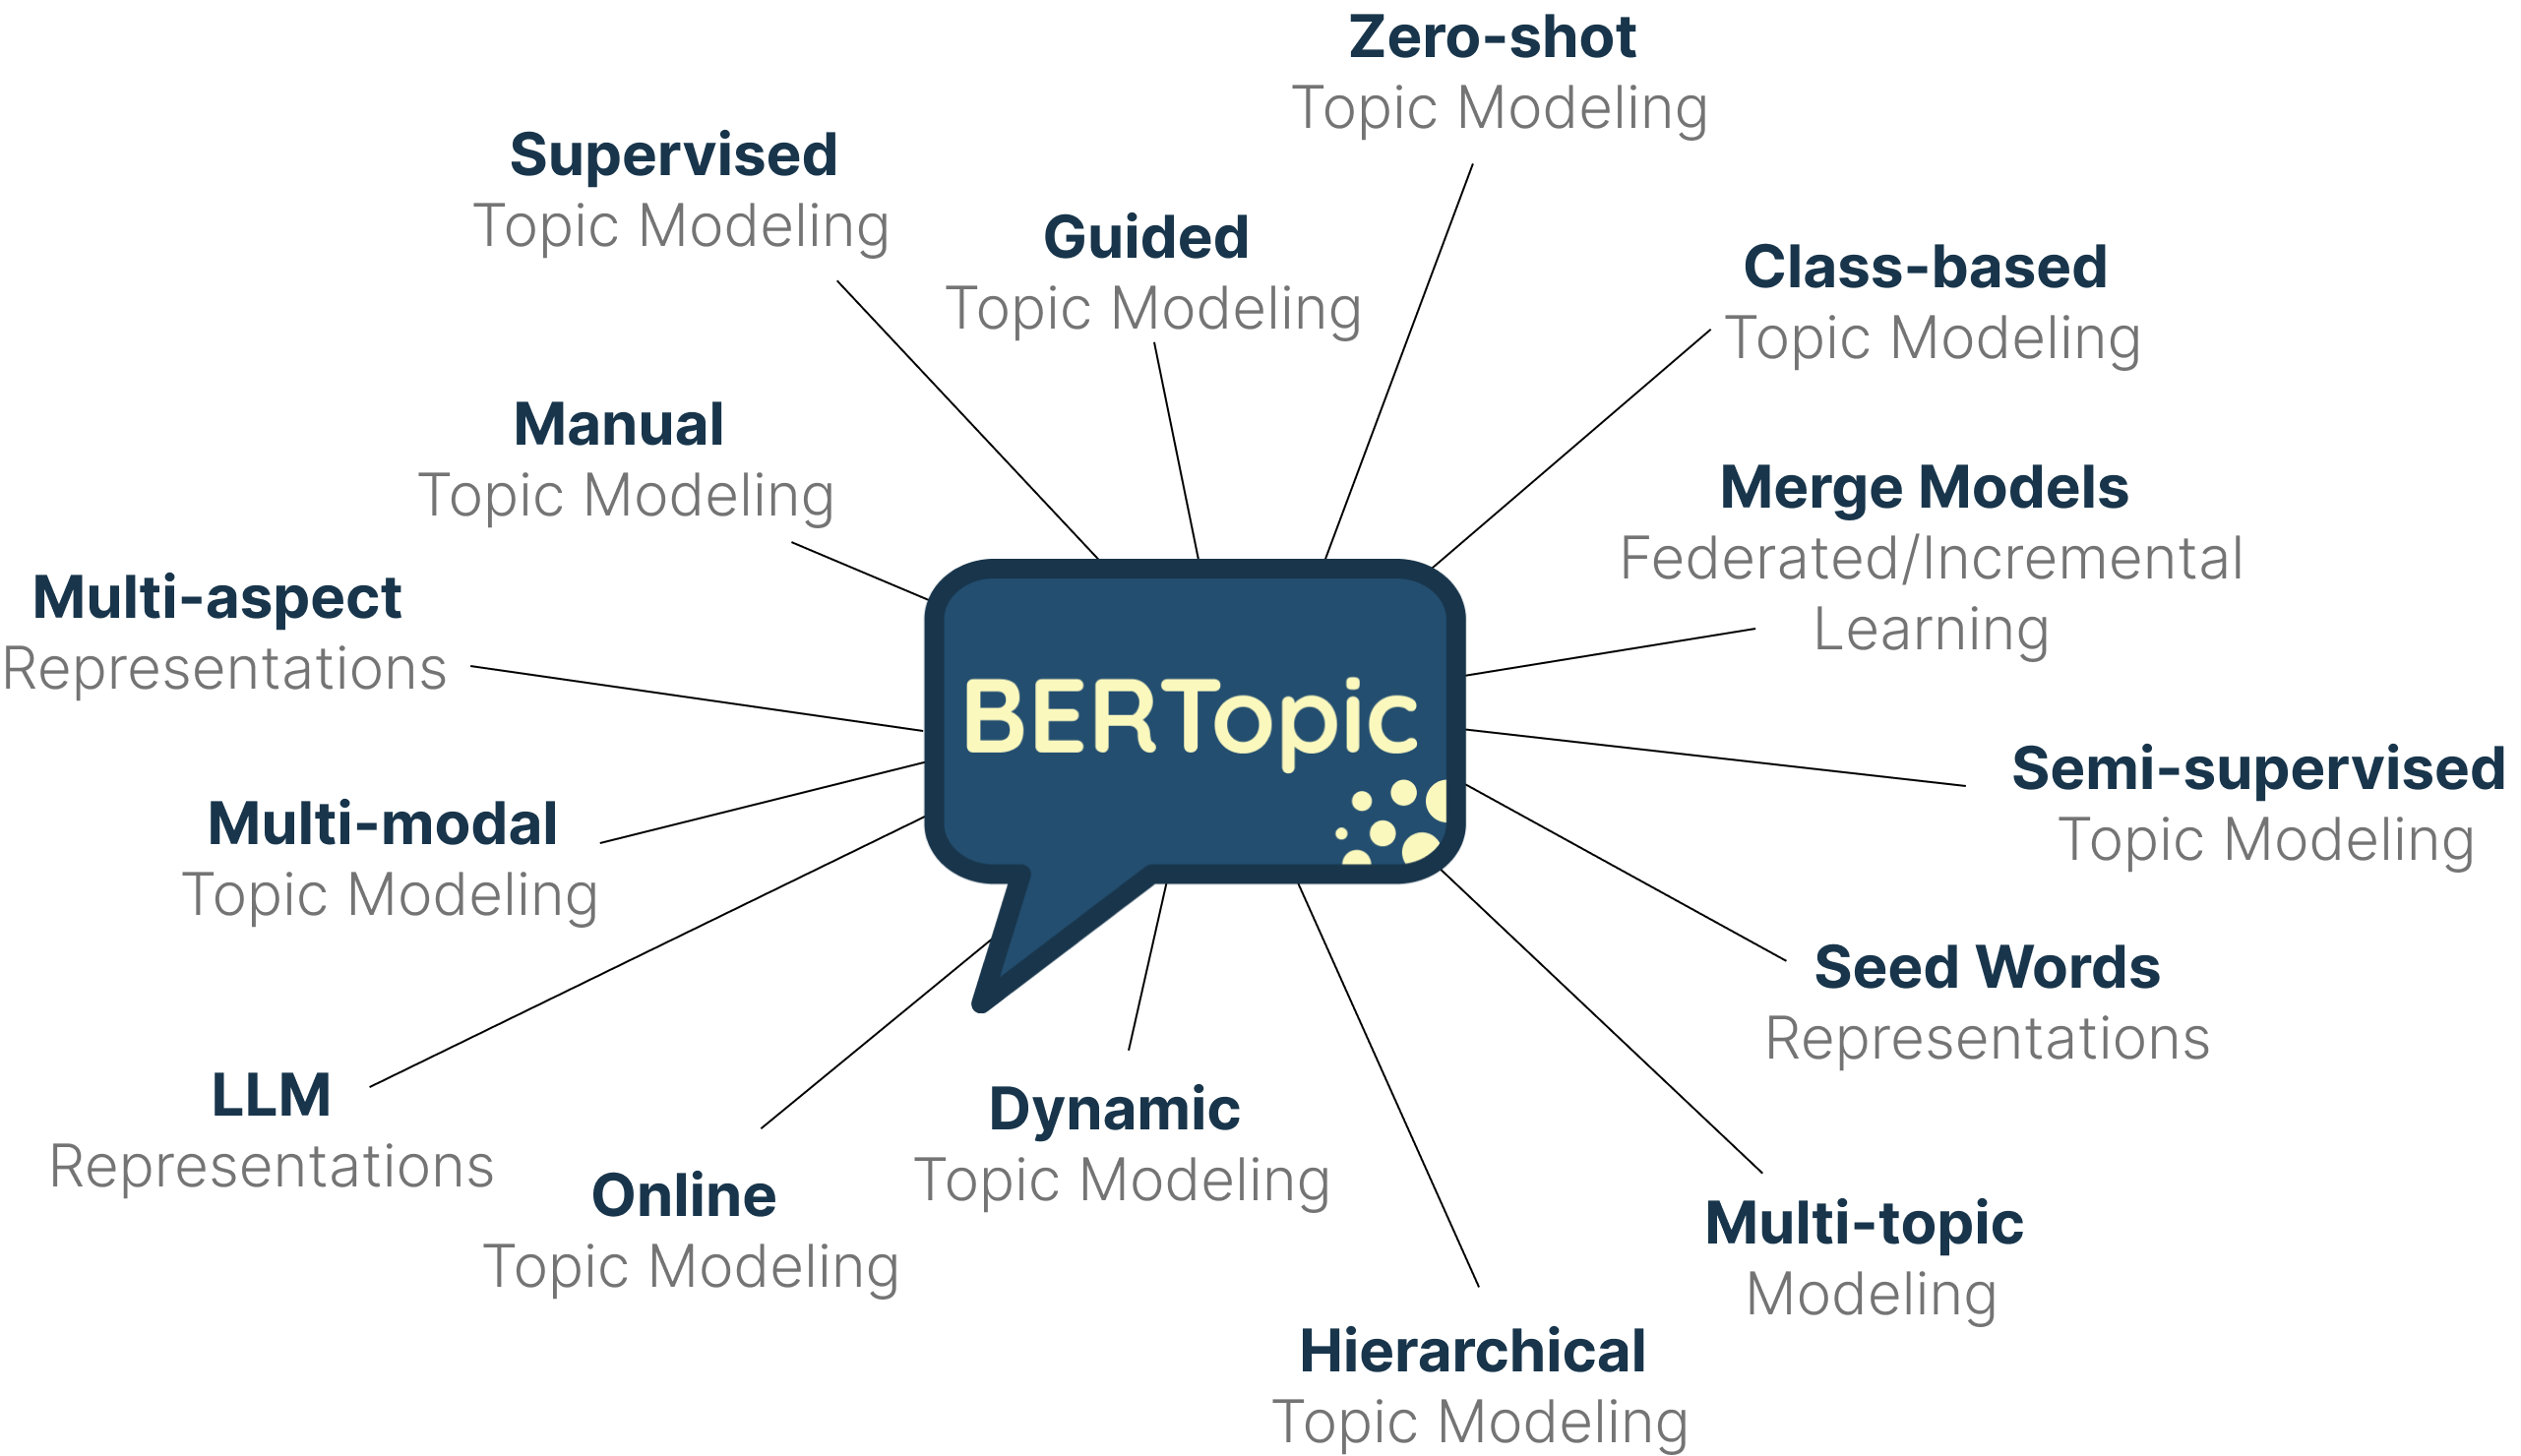 Zero-shot
Topic Modeling
Supervised
Topic Modeling
Guided
Topic Modeling
Class-based
Topic Modeling
Manual
Topic Modeling
Merge Models
Federated/Incremental
Learning
Multi-aspect
Representations
BERTopic
Semi-supervised
Topic Modeling
Multi-modal
Topic Modeling
Seed Words
Representations
LLM
Representations
Dynamic
Topic Modeling
Online
Topic Modeling
Multi-topic
Modeling
Hierarchical
Topic Modeling